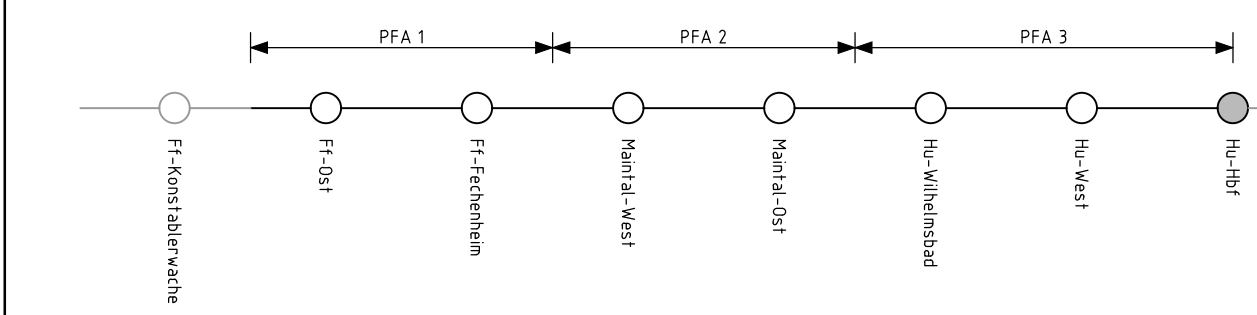 PFA 1
PFA 2
PFA 3
Ff-Konstablerwache
Ff-Ost
Ff-Fechenheim
Maintal-West
Maintal-Ost
Hu-Wilhelmsbad
Hu-West
Hu-Hbf